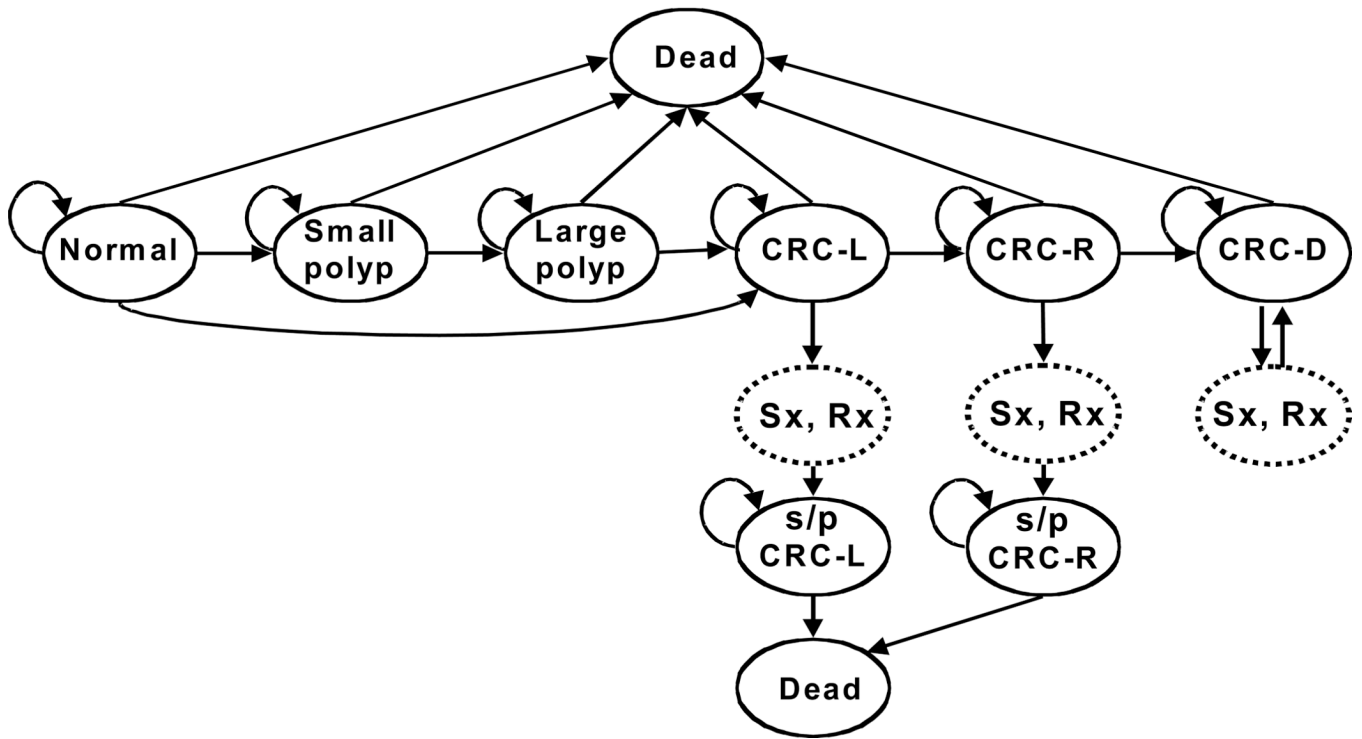 Dead
Normal
Small
polyp
Large
polyp
CRC-L
CRC-R
CRC-D
Sx, Rx
Sx, Rx
Sx, Rx
s/p
CRC-L
s/p
CRC-R
Dead